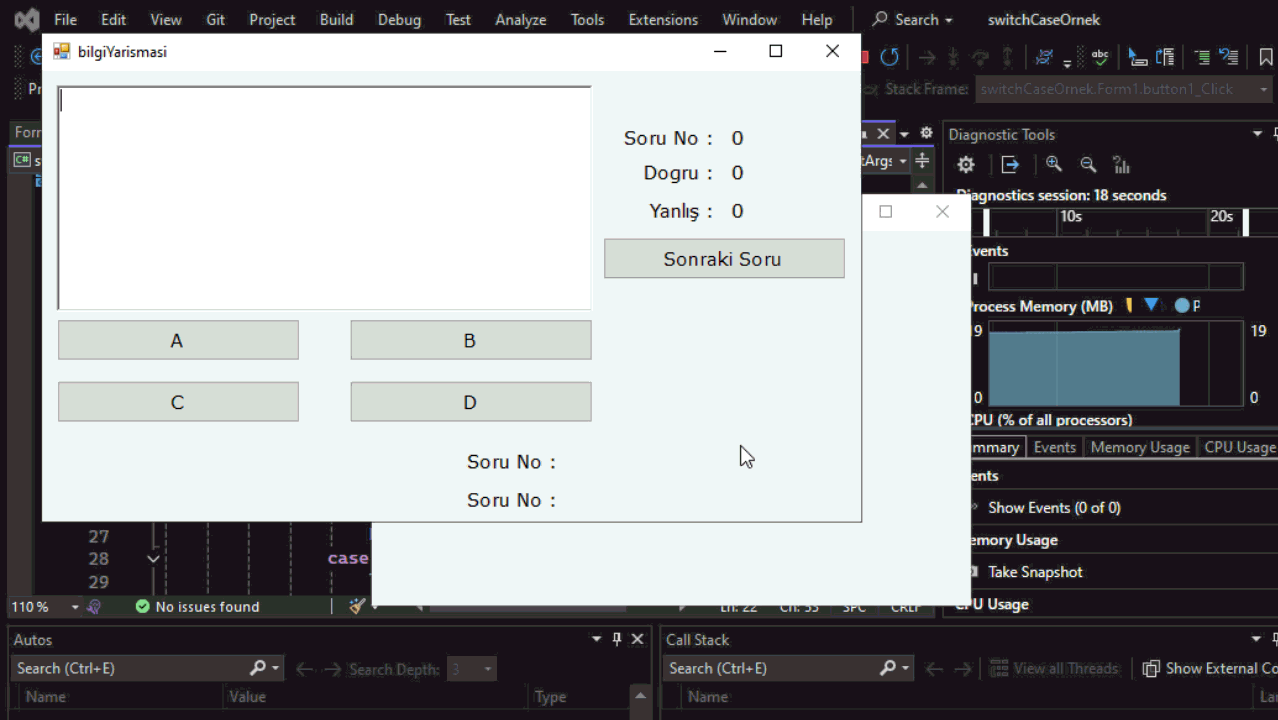 File Edit View Git Project Build Debug Test Analyze Tools Extensions Window Help Search switchCaseOrnek
bilgiYarismasi
Stack Frame: switchCaseOrnek.Form1.button1_Click
Soru No : 0
Dogru : 0
Yanlış : 0
Sonraki Soru
A
B
C
D
Soru No :
Soru No :
Diagnostic Tools
Diagnostics session: 18 seconds
10s 20s
Events
Process Memory (MB)
19
0 0
CPU (% of all processors)
Events Memory Usage CPU Usage
Show Events (0 of 0)
Memory Usage
Take Snapshot
CPU Usage
27
28 case
29
110 % No issues found Ln: 22 Ch: 53 SPC CRLF
Autos
Search (Ctrl+E) Search Depth: 3
Name Value Type
Call Stack
Search (Ctrl+E) View all Threads Show External Co
Name